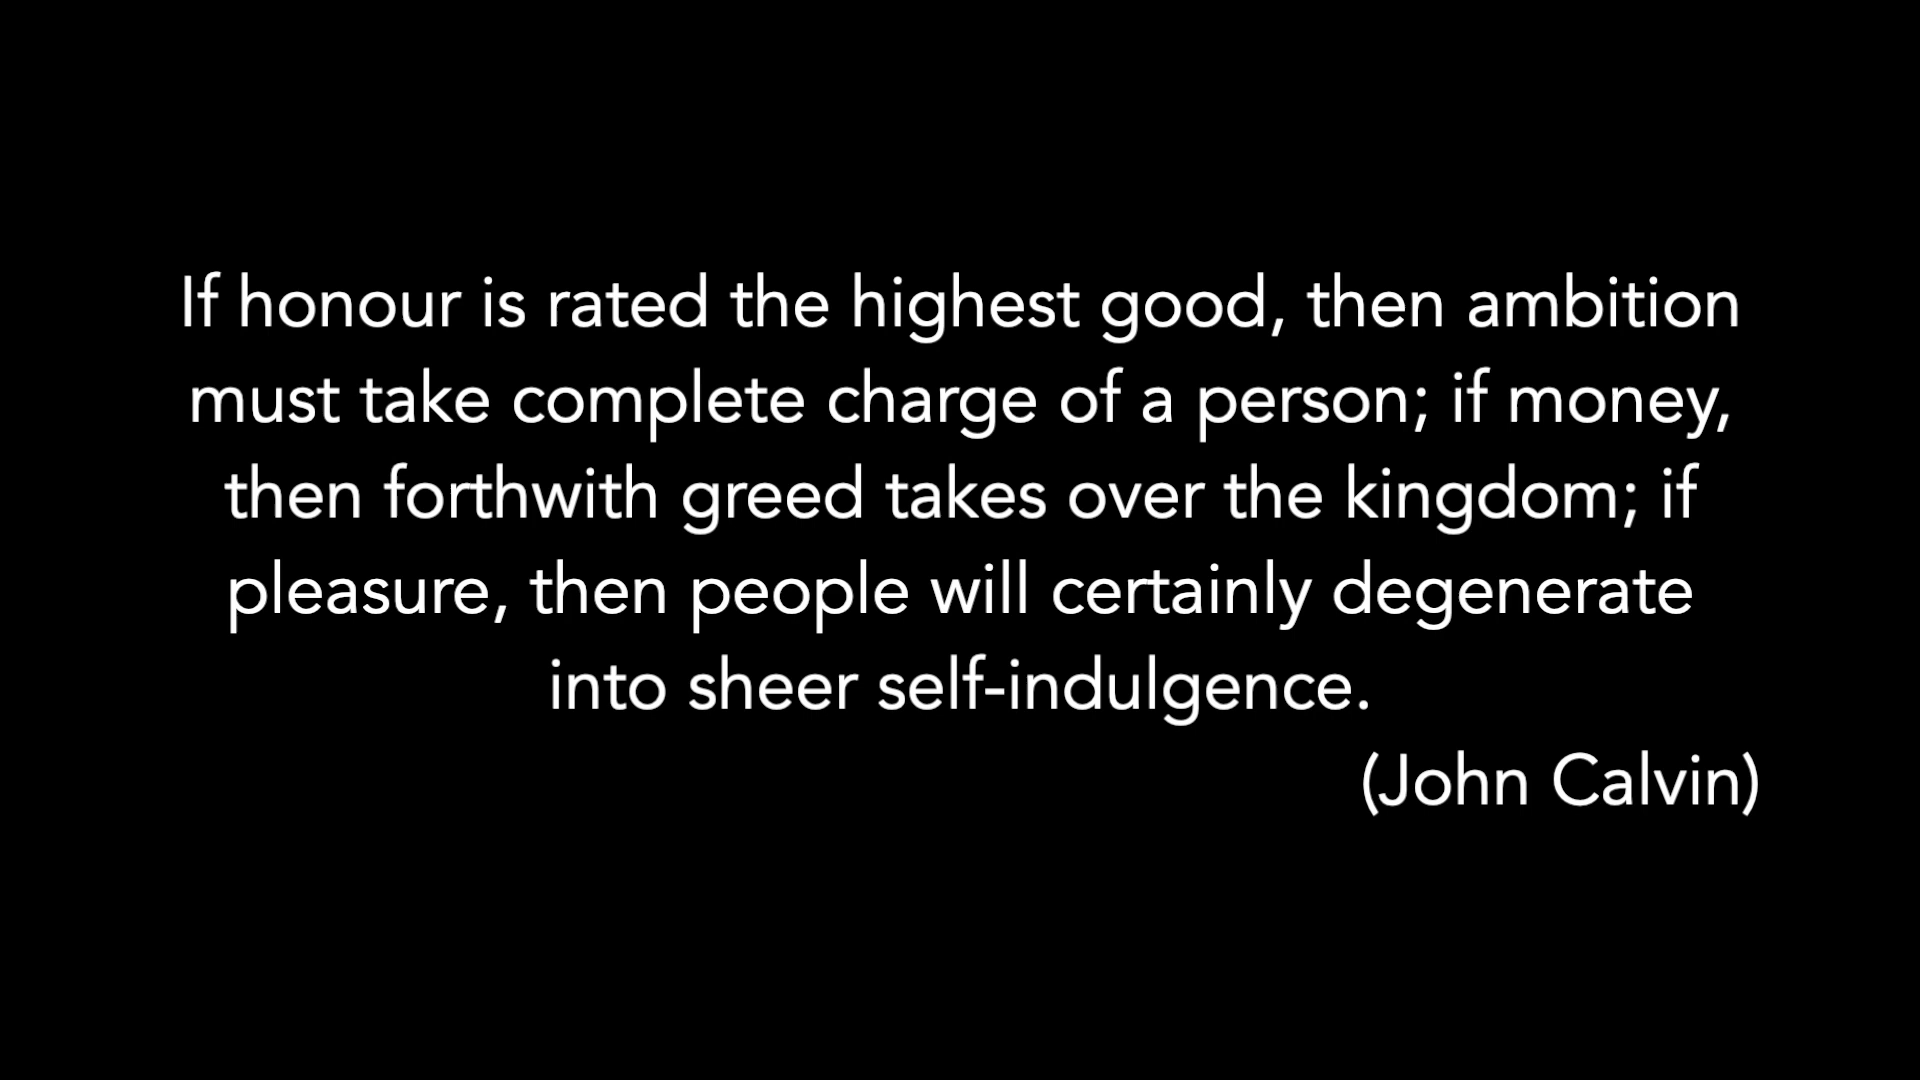 If honour is rated the highest good, then ambition
must take complete charge of a person; if money,
then forthwith greed takes over the kingdom; if
pleasure, then people will certainly degenerate
into sheer self-indulgence.
(John Calvin)